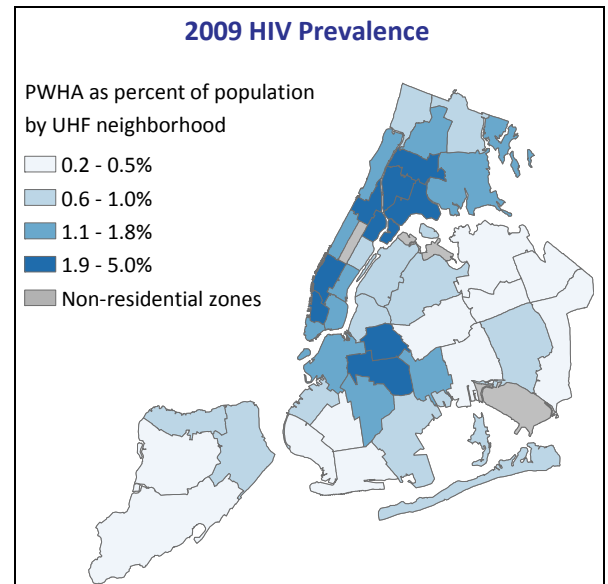 2009 HIV Prevalence
PWHA as percent of population
by UHF neighborhood
0.2 - 0.5%
0.6 - 1.0%
1.1 - 1.8%
1.9 - 5.0%
Non-residential zones